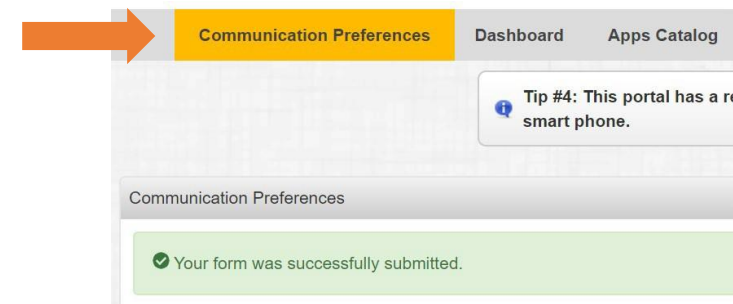 Communication Preferences Dashboard Apps Catalog
Tip #4: This portal has a
smart phone.
Communication Preferences
Your form was successfully submitted.